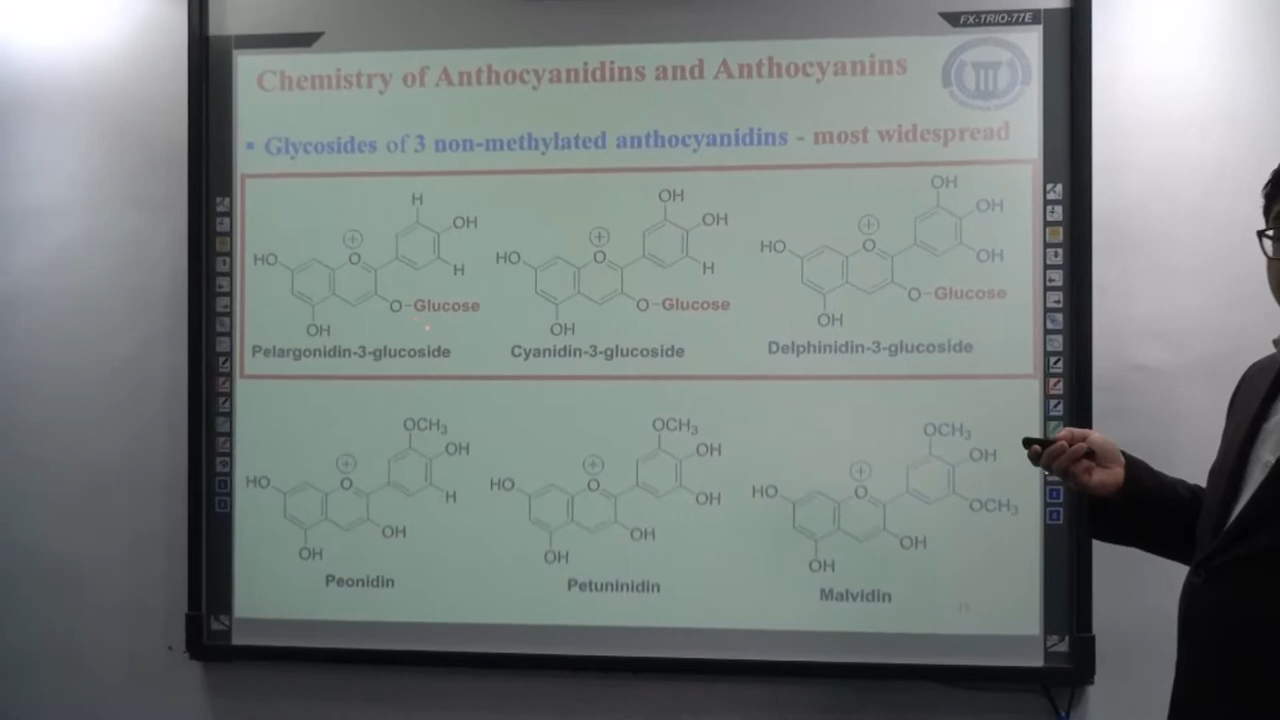 FX-TRIO-77E
Chemistry of Anthocyanidins and Anthocyanins
▪ Glycosides of 3 non-methylated anthocyanidins - most widespread
H
OH
HO
O
H
O-Glucose
OH
Pelargonidin-3-glucoside
OH
OH
HO
O
H
O-Glucose
OH
Cyanidin-3-glucoside
OH
OH
HO
O
OH
O-Glucose
OH
Delphinidin-3-glucoside
OCH3
OH
HO
O
H
OH
OH
Peonidin
OCH3
OH
HO
O
OH
OH
OH
Petuninidin
OCH3
OH
HO
O
OCH3
OH
OH
Malvidin